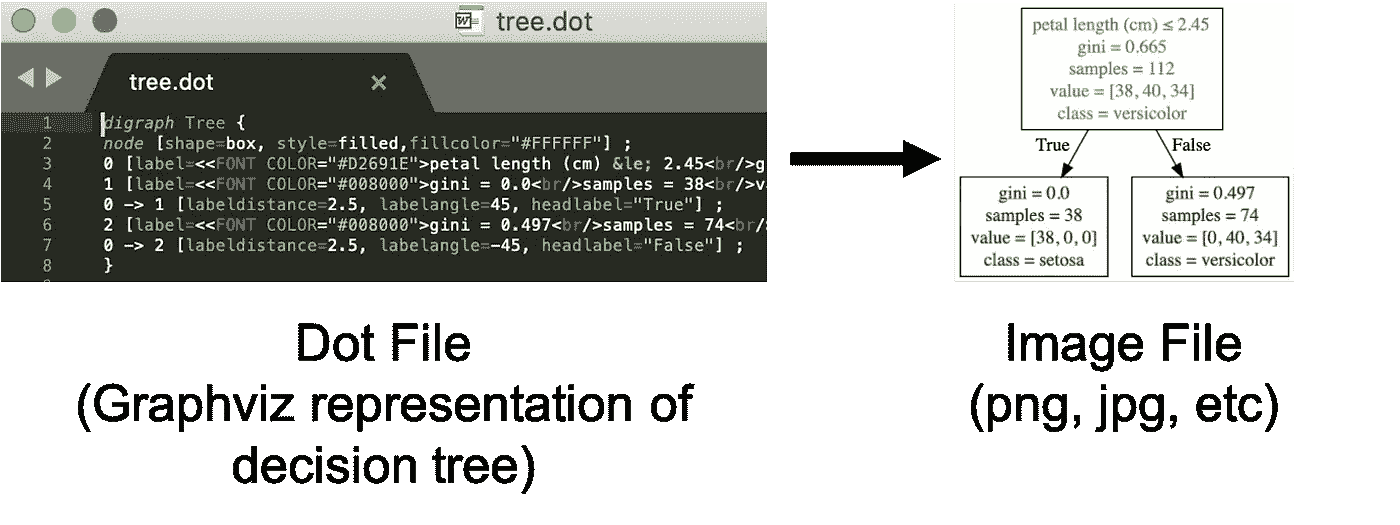 tree.dot
tree.dot ×
1 digraph Tree {
2 node [shape=box, style=filled,fillcolor="#FFFFFF"] ;
3 0 [label=<<FONT COLOR="#D2691E">petal length (cm) &le; 2.45<br/>g
4 1 [label=<<FONT COLOR="#008000">gini = 0.0<br/>samples = 38<br/>v
5 0 -> 1 [labeldistance=2.5, labelangle=45, headlabel="True"] ;
6 2 [label=<<FONT COLOR="#008000">gini = 0.497<br/>samples = 74<br/>
7 0 -> 2 [labeldistance=2.5, labelangle=-45, headlabel="False"] ;
8 }
petal length (cm) ≤ 2.45
gini = 0.665
samples = 112
value = [38, 40, 34]
class = versicolor
True
False
gini = 0.0
samples = 38
value = [38, 0, 0]
class = setosa
gini = 0.497
samples = 74
value = [0, 40, 34]
class = versicolor
Dot File
(Graphviz representation of
decision tree)
Image File
(png, jpg, etc)